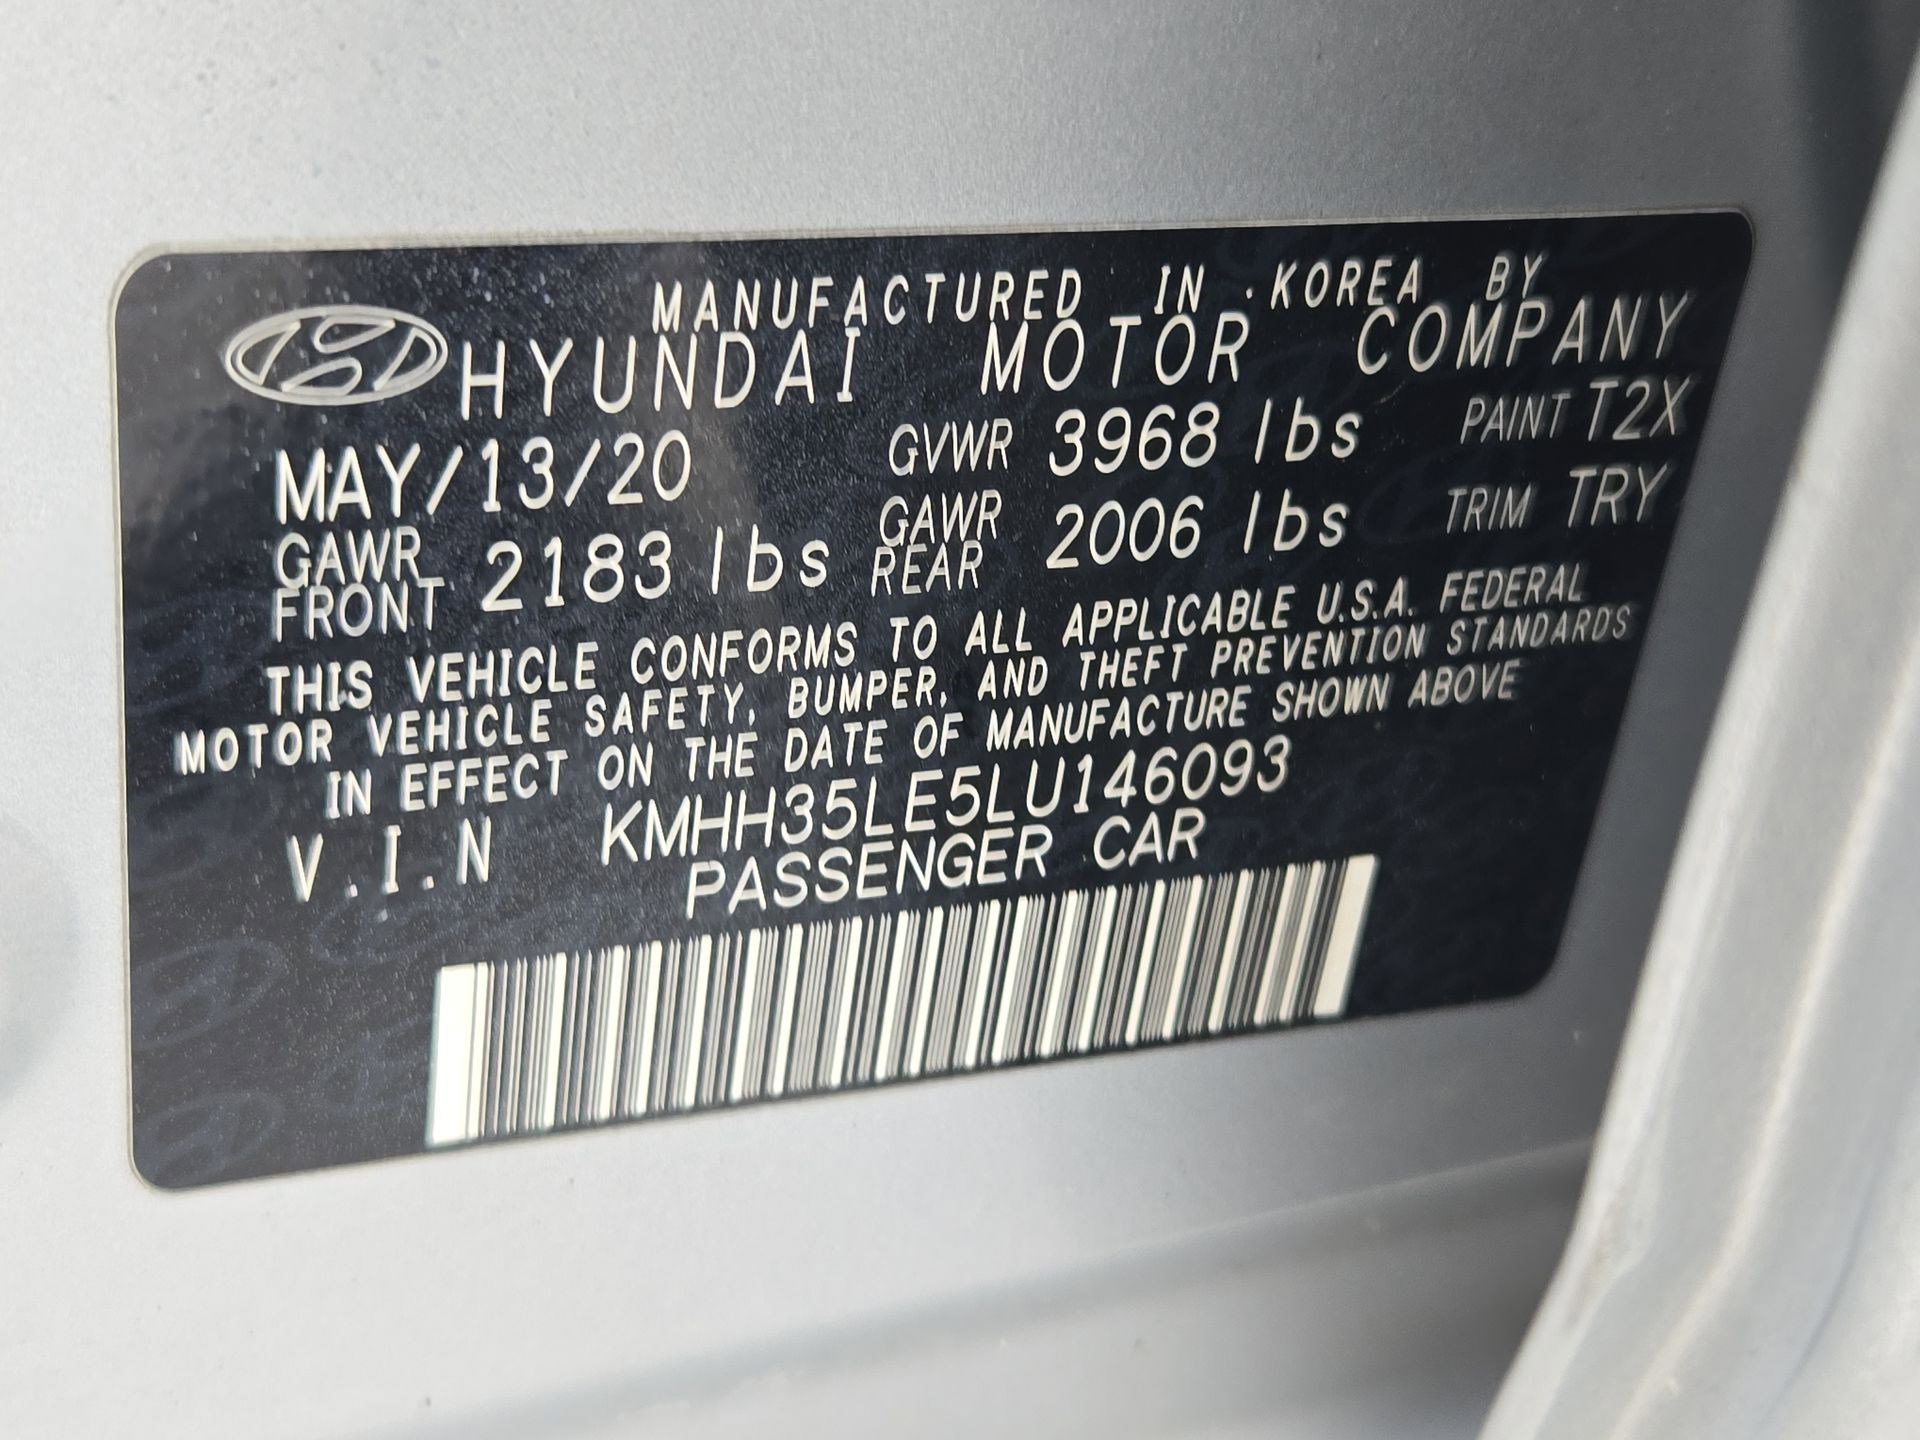 MANUFACTURED IN KOREA BY
HYUNDAI MOTOR COMPANY
MAY/13/20 GVWR 3968 lbs PAINT T2X
GAWR FRONT 2183 lbs GAWR REAR 2006 lbs TRIM TRY
THIS VEHICLE CONFORMS TO ALL APPLICABLE U.S.A. FEDERAL
MOTOR VEHICLE SAFETY, BUMPER, AND THEFT PREVENTION STANDARDS
IN EFFECT ON THE DATE OF MANUFACTURE SHOWN ABOVE
V.I.N KMHH35LE5LU146093
PASSENGER CAR